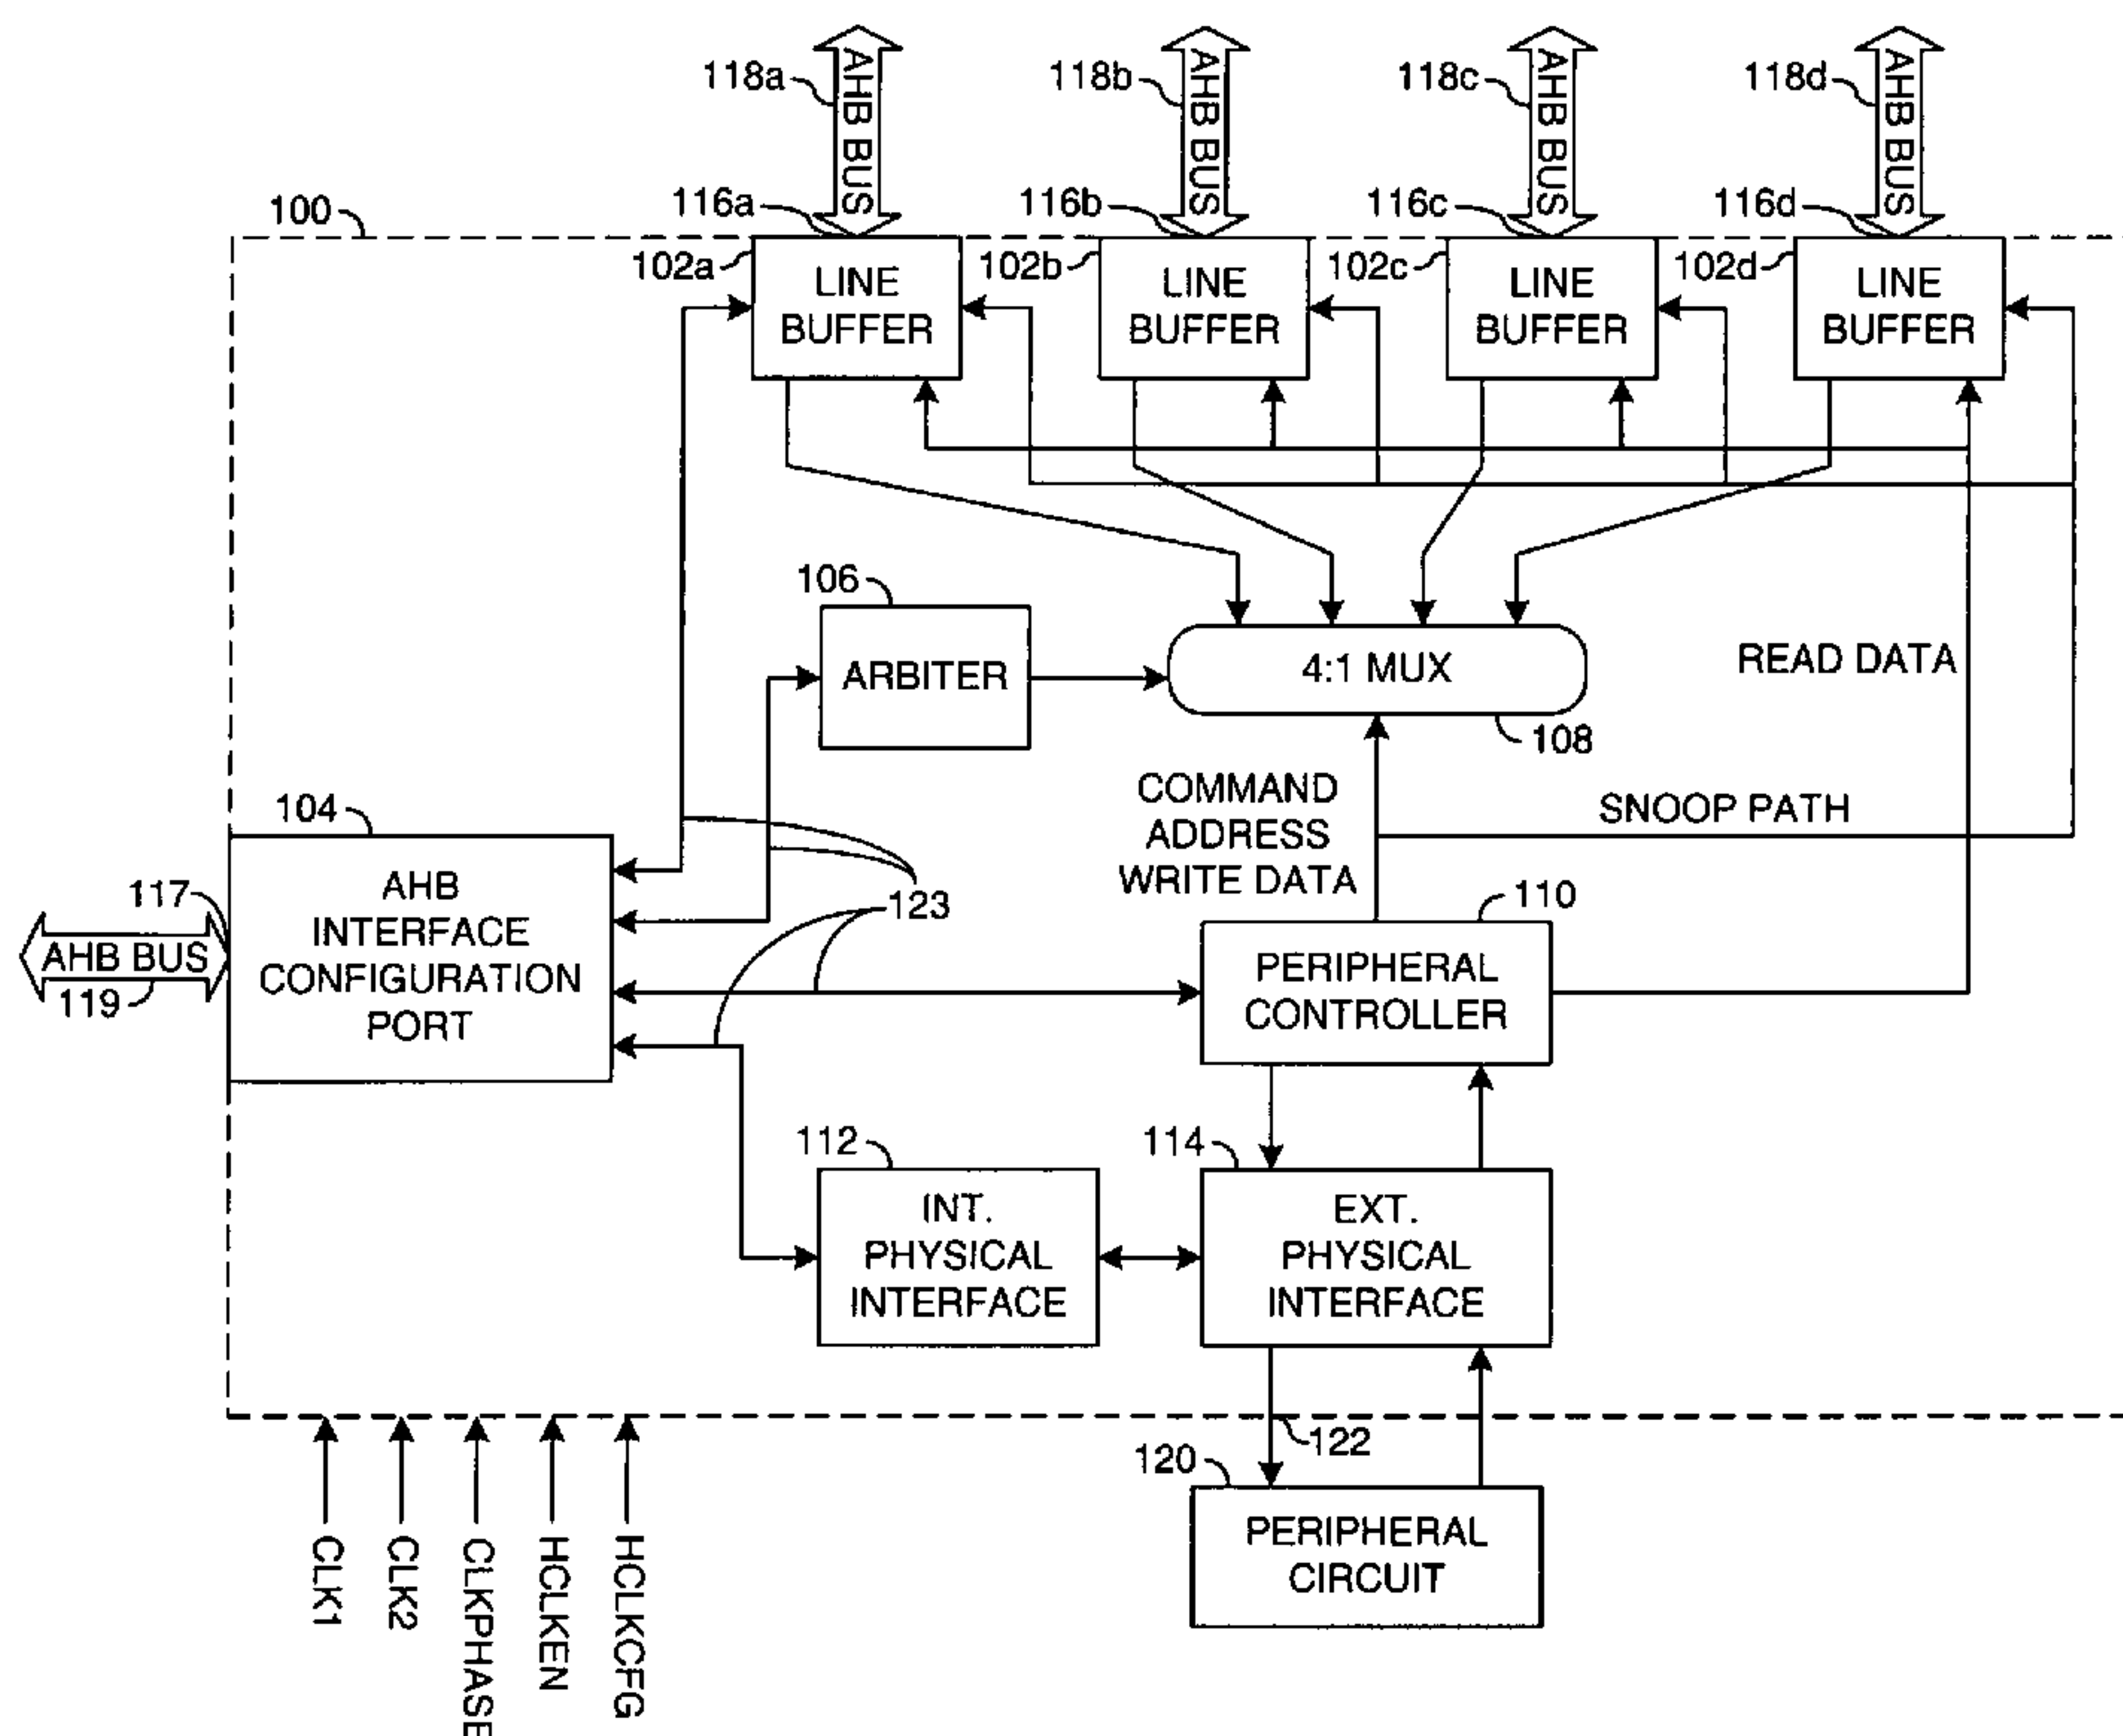 118a
AHB BUS
118b
AHB BUS
118c
AHB BUS
118d
AHB BUS
100
116a
116b
116c
116d
102a
LINE
BUFFER
102b
LINE
BUFFER
102c
LINE
BUFFER
102d
LINE
BUFFER
106
ARBITER
4:1 MUX
108
READ DATA
COMMAND
ADDRESS
WRITE DATA
SNOOP PATH
104
AHB
INTERFACE
CONFIGURATION
PORT
117
AHB BUS
119
123
110
PERIPHERAL
CONTROLLER
112
INT.
PHYSICAL
INTERFACE
114
EXT.
PHYSICAL
INTERFACE
122
120
PERIPHERAL
CIRCUIT
CLK1
CLK2
CLKPHASE
HCLKEN
HCLKCFG